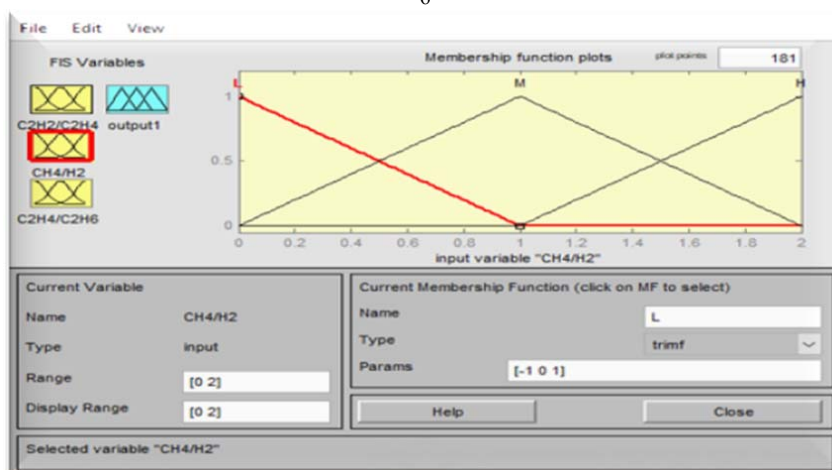 6
File Edit View
FIS Variables
Membership function plots
plot points: 181
C2H2/C2H4 output1
CH4/H2
C2H4/C2H6
L M H
1
0.5
0
0 0.2 0.4 0.6 0.8 1 1.2 1.4 1.6 1.8 2
input variable "CH4/H2"
Current Variable
Name CH4/H2
Type input
Range [0 2]
Display Range [0 2]
Current Membership Function (click on MF to select)
Name L
Type trimf
Params [-1 0 1]
Help Close
Selected variable "CH4/H2"